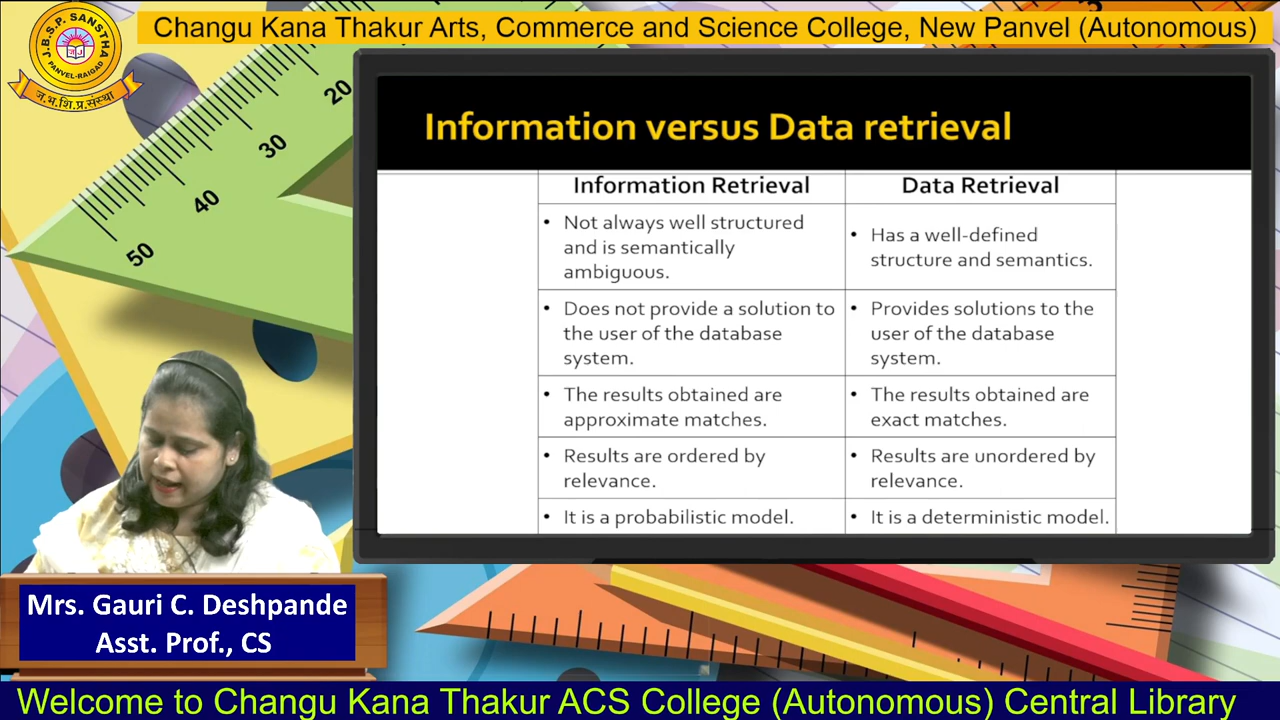 Changu Kana Thakur Arts, Commerce and Science College, New Panvel (Autonomous)
J.B.S.P. SANSTHA
PANVEL-RAIGAD
ज.भ.शि.प्र.संस्था
20
30
40
50
Information versus Data retrieval
Information Retrieval
Data Retrieval
• Not always well structured
and is semantically
ambiguous.
• Has a well-defined
structure and semantics.
• Does not provide a solution to
the user of the database
system.
• Provides solutions to the
user of the database
system.
• The results obtained are
approximate matches.
• The results obtained are
exact matches.
• Results are ordered by
relevance.
• Results are unordered by
relevance.
• It is a probabilistic model.
• It is a deterministic model.
Mrs. Gauri C. Deshpande
Asst. Prof., CS
Welcome to Changu Kana Thakur ACS College (Autonomous) Central Library